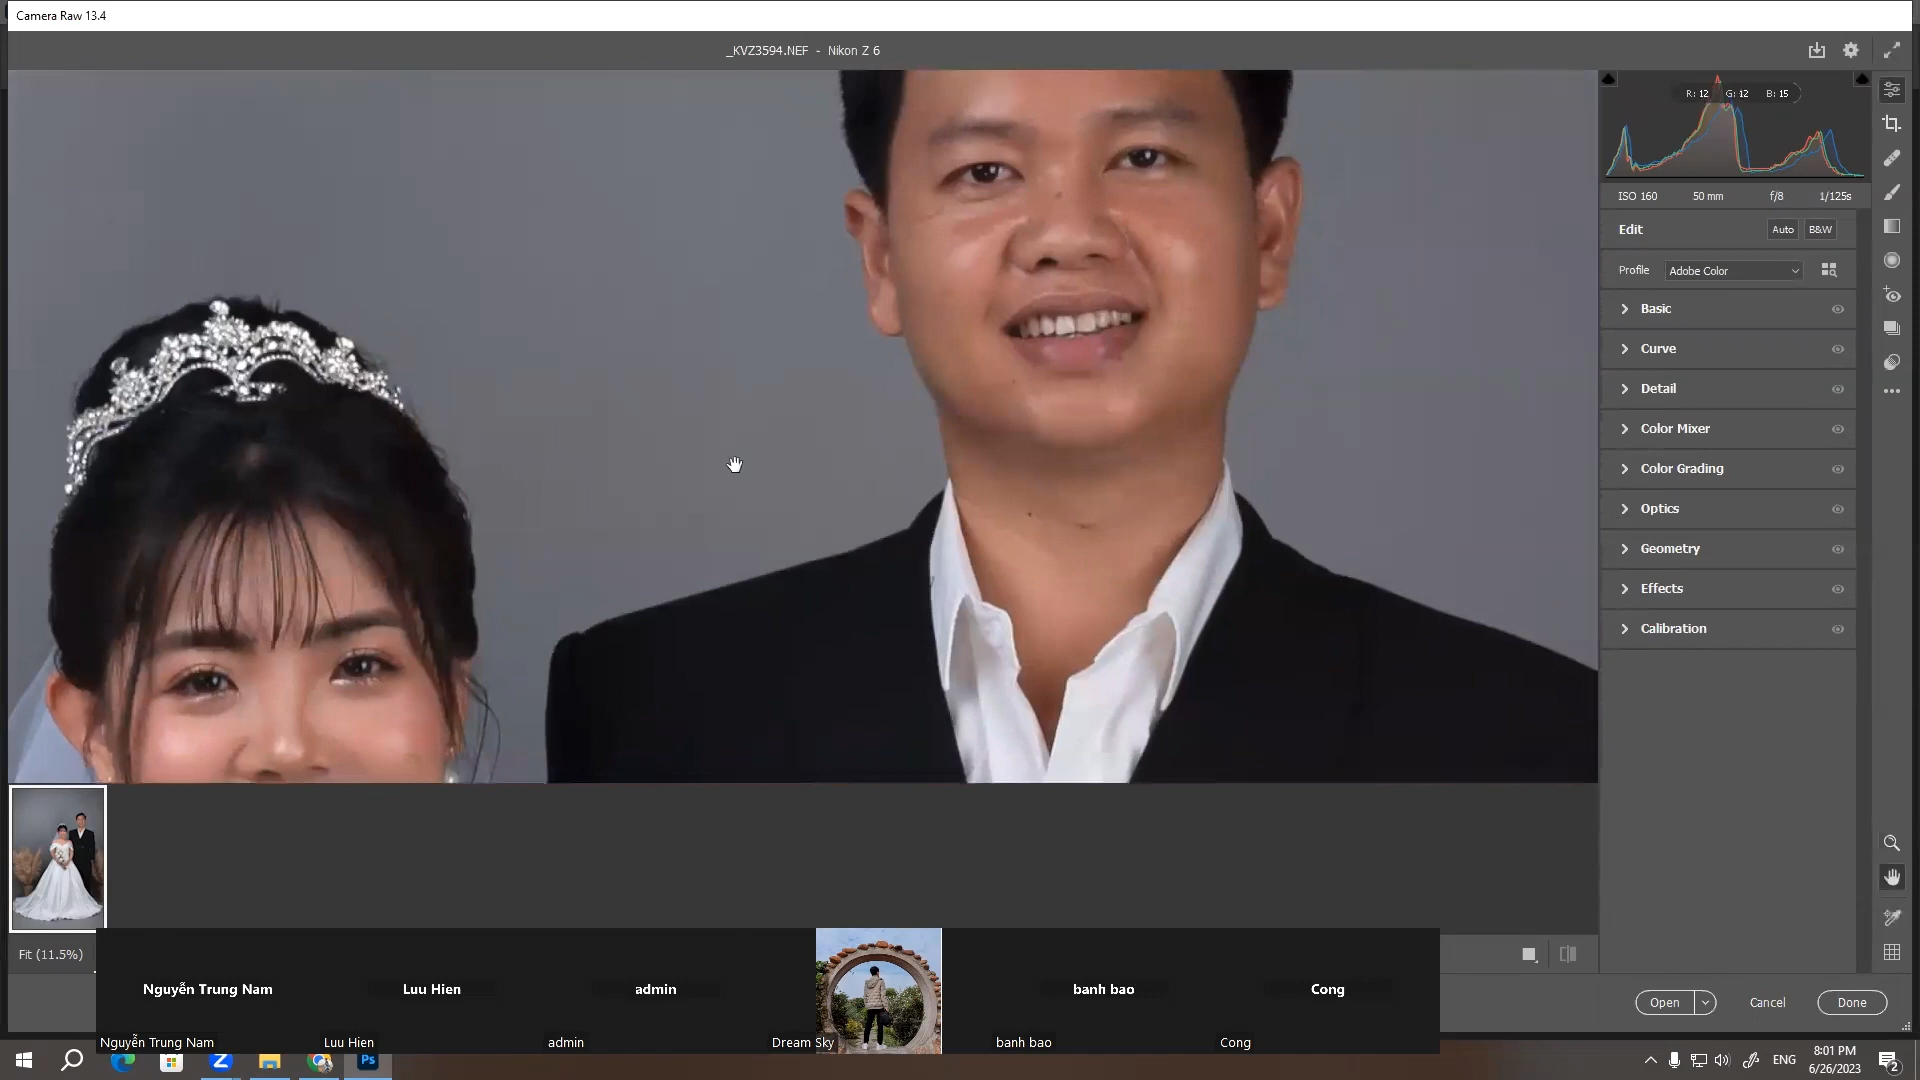 Camera Raw 13.4
_KVZ3594.NEF - Nikon Z 6
R: 12 G: 12 B: 15
ISO 160 50 mm f/8 1/125s
Edit Auto B&W
Profile Adobe Color
Basic
Curve
Detail
Color Mixer
Color Grading
Optics
Geometry
Effects
Calibration
Fit (11.5%)
Nguyễn Trung Nam Luu Hien admin banh bao Cong
Open Cancel Done
Nguyễn Trung Nam Luu Hien admin Dream Sky banh bao Cong
Z Ps ENG 8:01 PM
6/26/2023 2